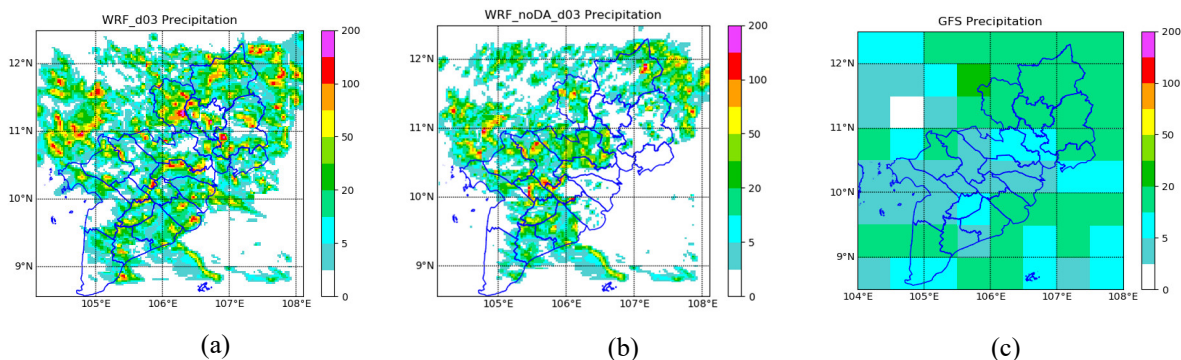 WRF_d03 Precipitation
12°N
11°N
10°N
9°N
105°E 106°E 107°E 108°E
200
100
50
20
5
0
(a)
WRF_noDA_d03 Precipitation
12°N
11°N
10°N
9°N
105°E 106°E 107°E 108°E
200
100
50
20
5
0
(b)
GFS Precipitation
12°N
11°N
10°N
9°N
104°E 105°E 106°E 107°E 108°E
200
100
50
20
5
0
(c)